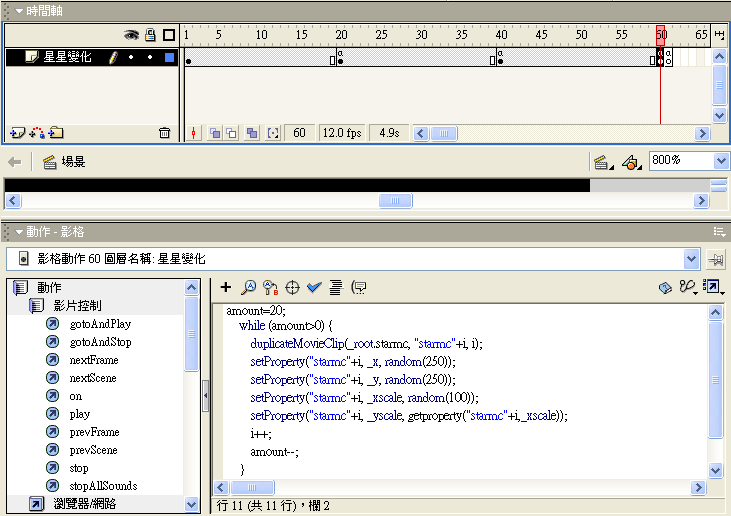 時間軸
1 5 10 15 20 25 30 35 40 45 50 55 60 65
星星變化
60 12.0 fps 4.9s
場景 800%
動作 - 影格
影格動作 60 圖層名稱: 星星變化
動作
影片控制
gotoAndPlay
gotoAndStop
nextFrame
nextScene
on
play
prevFrame
prevScene
stop
stopAllSounds
瀏覽器/網路
amount=20;
while (amount>0) {
duplicateMovieClip(_root.starmc, "starmc"+i, i);
setProperty("starmc"+i, _x, random(250));
setProperty("starmc"+i, _y, random(250));
setProperty("starmc"+i, _xscale, random(100));
setProperty("starmc"+i, _yscale, getproperty("starmc"+i,_xscale));
i++;
amount--;
}
行 11 (共 11 行)，欄 2